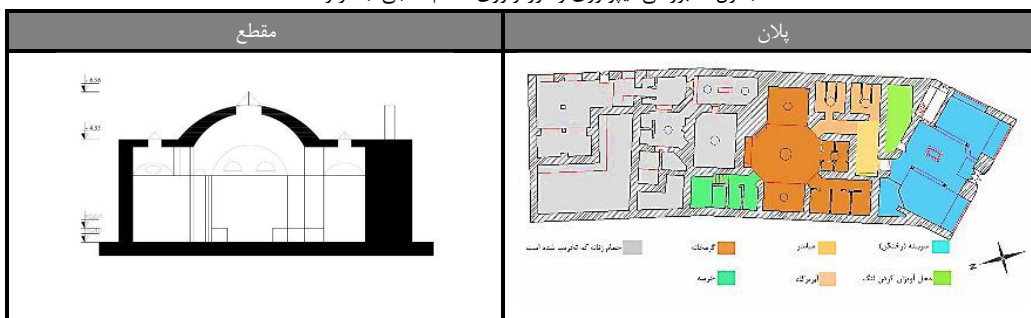 پلان
مقطع
6.56
4.35
سربینه (رختکن)
میاندر
گرمخانه
حمام زنانه که تخریب شده است
محل آویزان کردن لنگ
آبریزگاه
خزینه
N